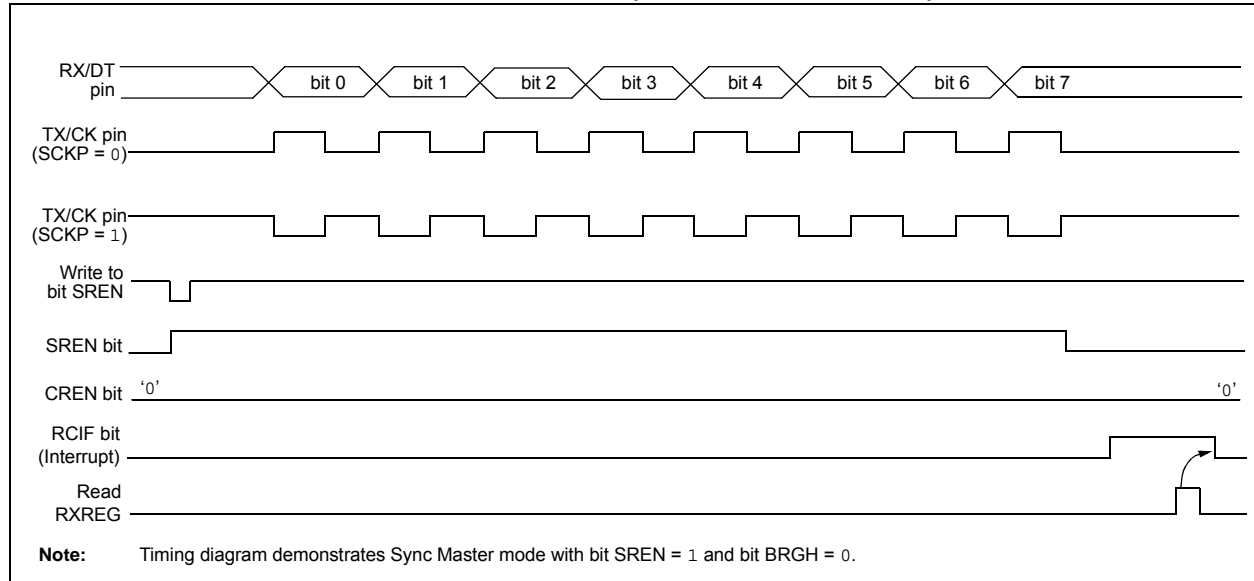 RX/DT
pin
bit 0 bit 1 bit 2 bit 3 bit 4 bit 5 bit 6 bit 7
TX/CK pin
(SCKP = 0)
TX/CK pin
(SCKP = 1)
Write to
bit SREN
SREN bit
CREN bit ‘0’ ‘0’
RCIF bit
(Interrupt)
Read
RXREG
Note: Timing diagram demonstrates Sync Master mode with bit SREN = 1 and bit BRGH = 0.